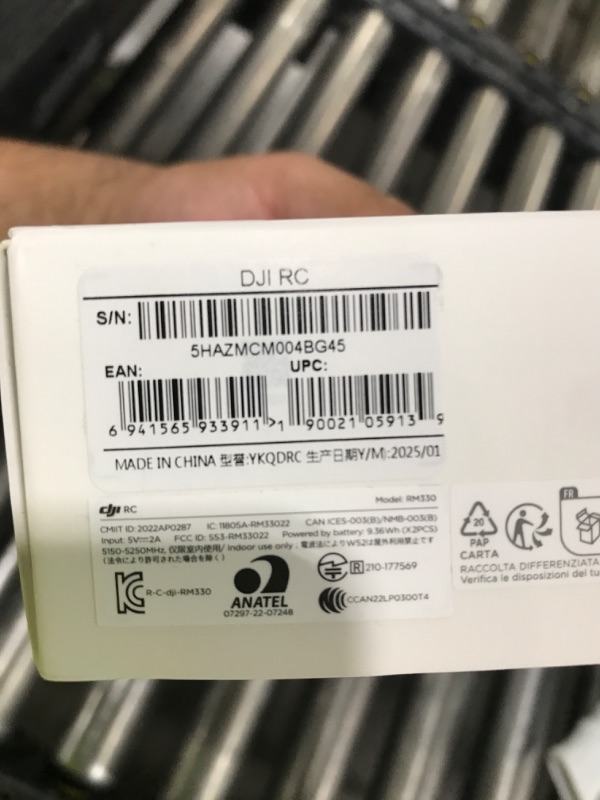 DJI RC
S/N:
5HAZMCM004BG45
EAN: UPC:
6 941565 933911 > 1 90021 05913 9
MADE IN CHINA 型号:YKQDRC 生产日期Y/M):2025/01
dji RC Model: RM330
CMIIT ID: 2022AP0287 IC: 11805A-RM33022 CAN ICES-003(B)/NMB-003(B)
Input: 5V⎓2A FCC ID: SS3-RM33022 Powered by battery: 9.36Wh (X2PCS)
5150-5250MHz, 仅限室内使用/ indoor use only , 電波法によりW52は屋外利用禁止です
(法令により許可された場合を除く)
R-C-dji-RM330
ANATEL
07297-22-07248
R 210-177569
CCAN22LP0300T4
20
PAP
CARTA
FR
RACCOLTA DIFFERENZIATA
Verifica le disposizioni del tu